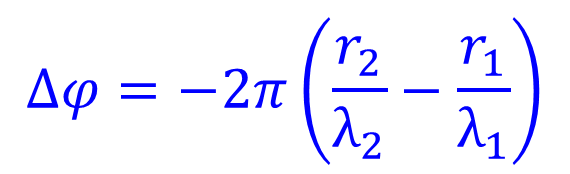 Δφ = −2π(r₂/λ₂ − r₁/λ₁)